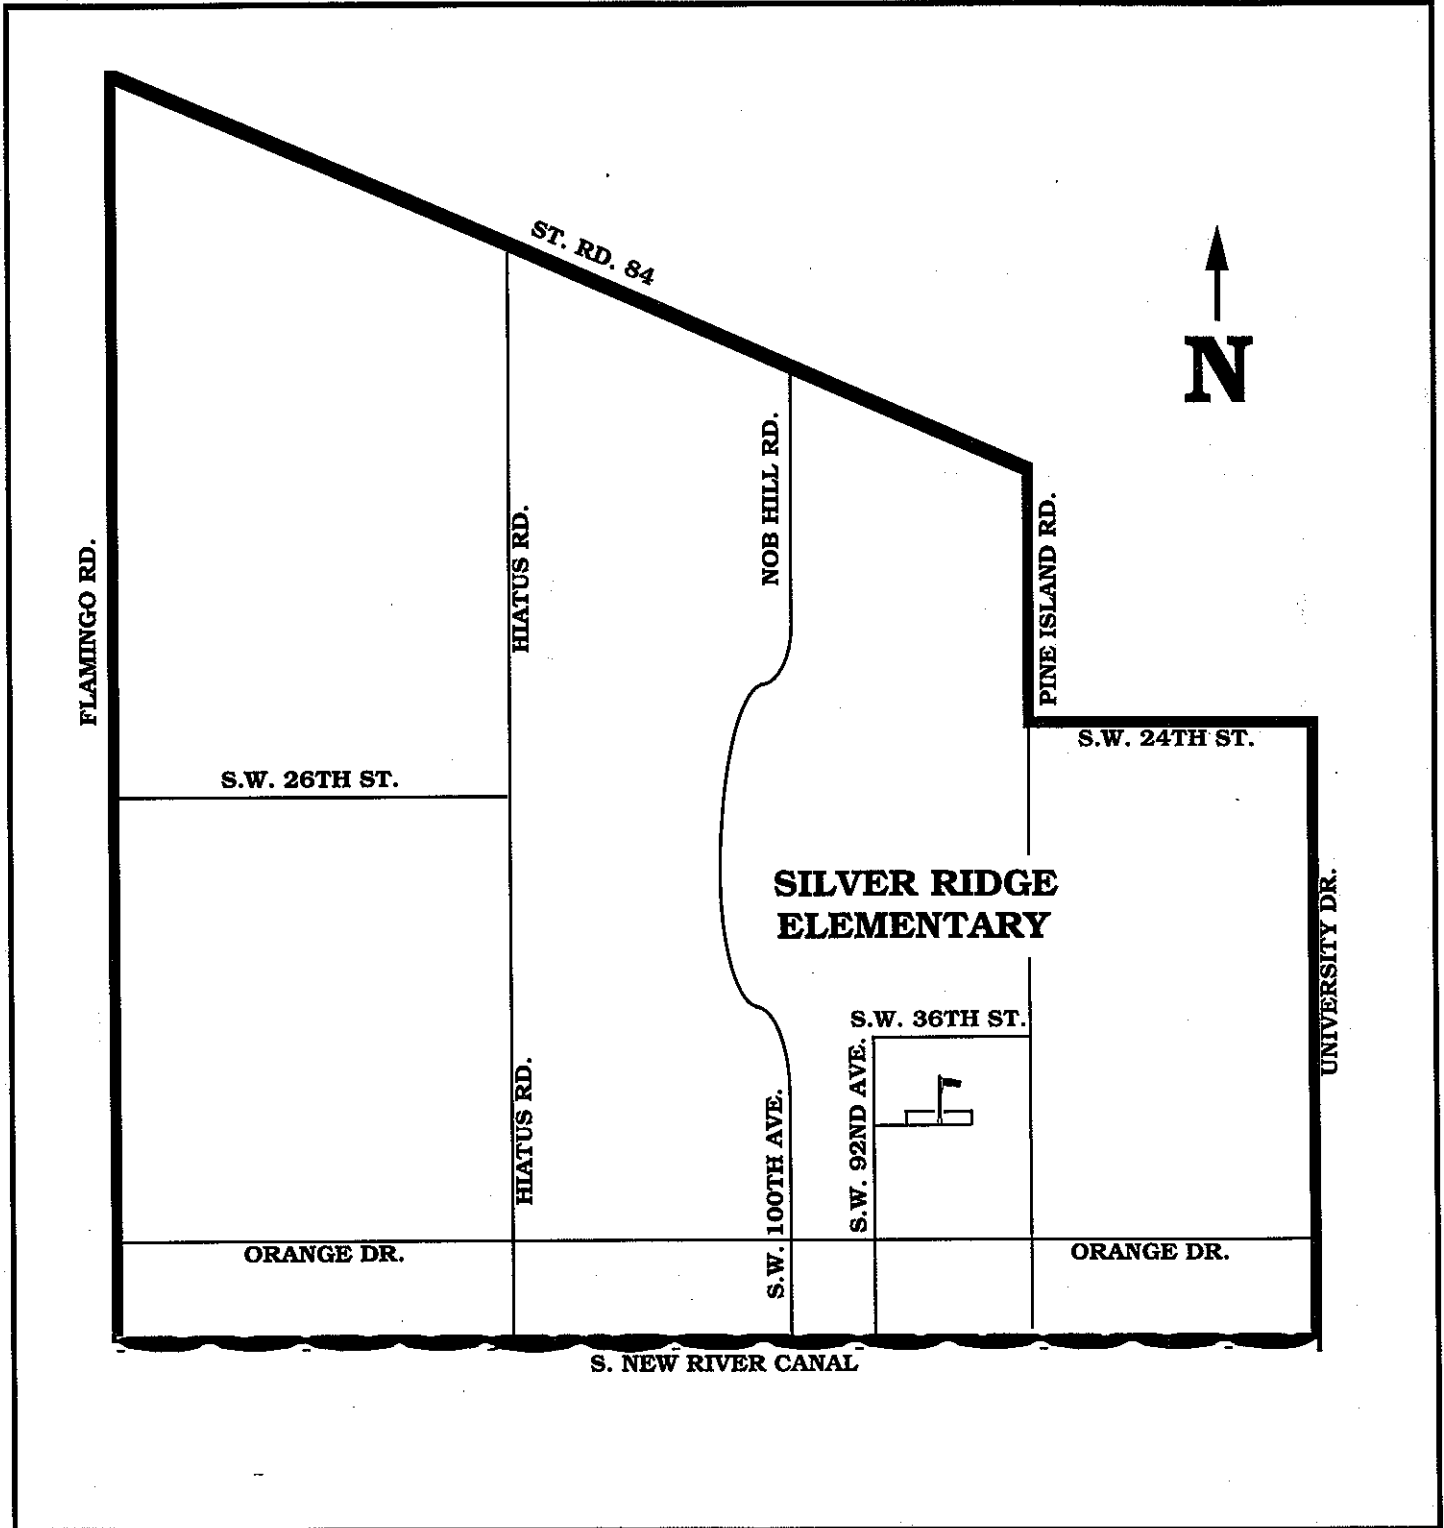 ST. RD. 84
N
NOB HILL RD.
PINE ISLAND RD.
HIATUS RD.
FLAMINGO RD.
S.W. 24TH ST.
S.W. 26TH ST.
SILVER RIDGE
ELEMENTARY
UNIVERSITY DR.
S.W. 36TH ST.
S.W. 92ND AVE.
HIATUS RD.
S.W. 100TH AVE.
ORANGE DR.
ORANGE DR.
S. NEW RIVER CANAL